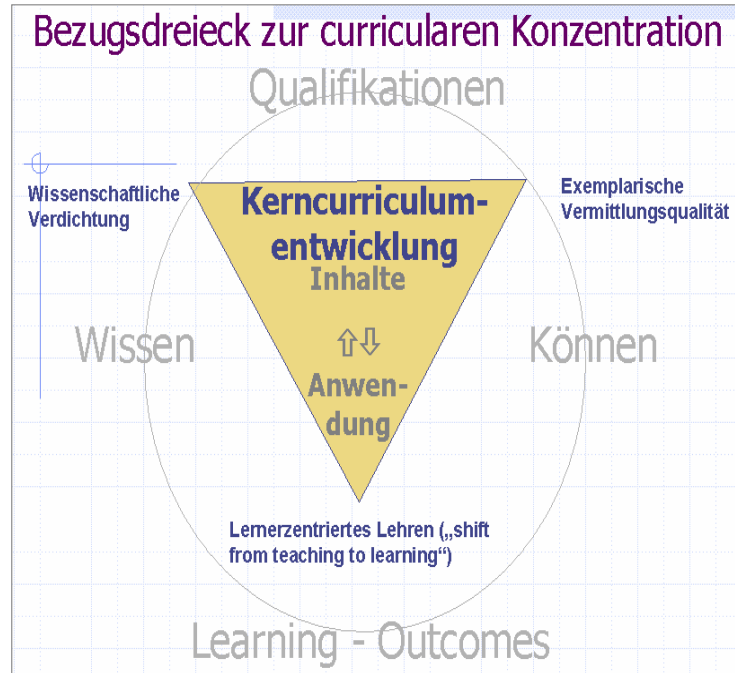 Bezugsdreieck zur curricularen Konzentration
Qualifikationen
Wissenschaftliche
Verdichtung
Exemplarische
Vermittlungsqualität
Kerncurriculum-
entwicklung
Inhalte
Wissen
Können
Anwen-
dung
Lernerzentriertes Lehren („shift
from teaching to learning“)
Learning - Outcomes